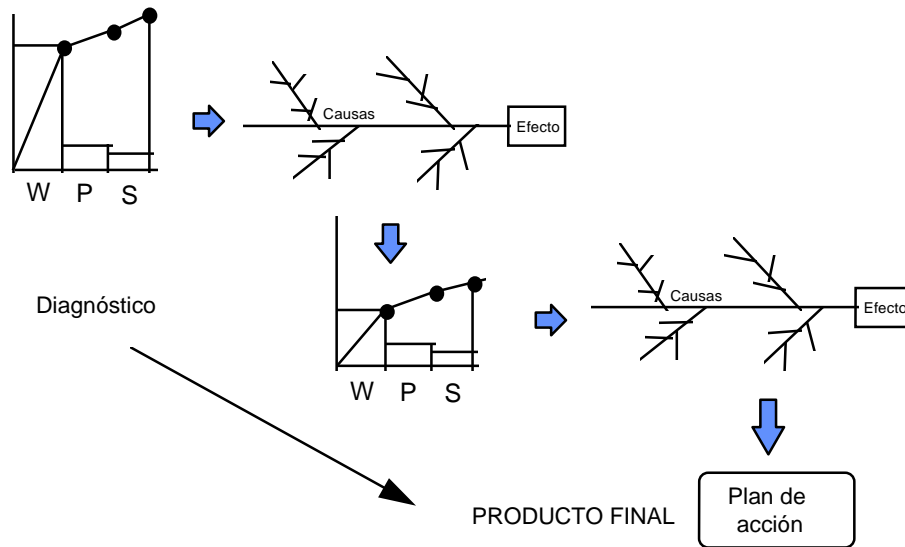 W P S
Causas
Efecto
Diagnóstico
W P S
Causas
Efecto
PRODUCTO FINAL
Plan de
acción